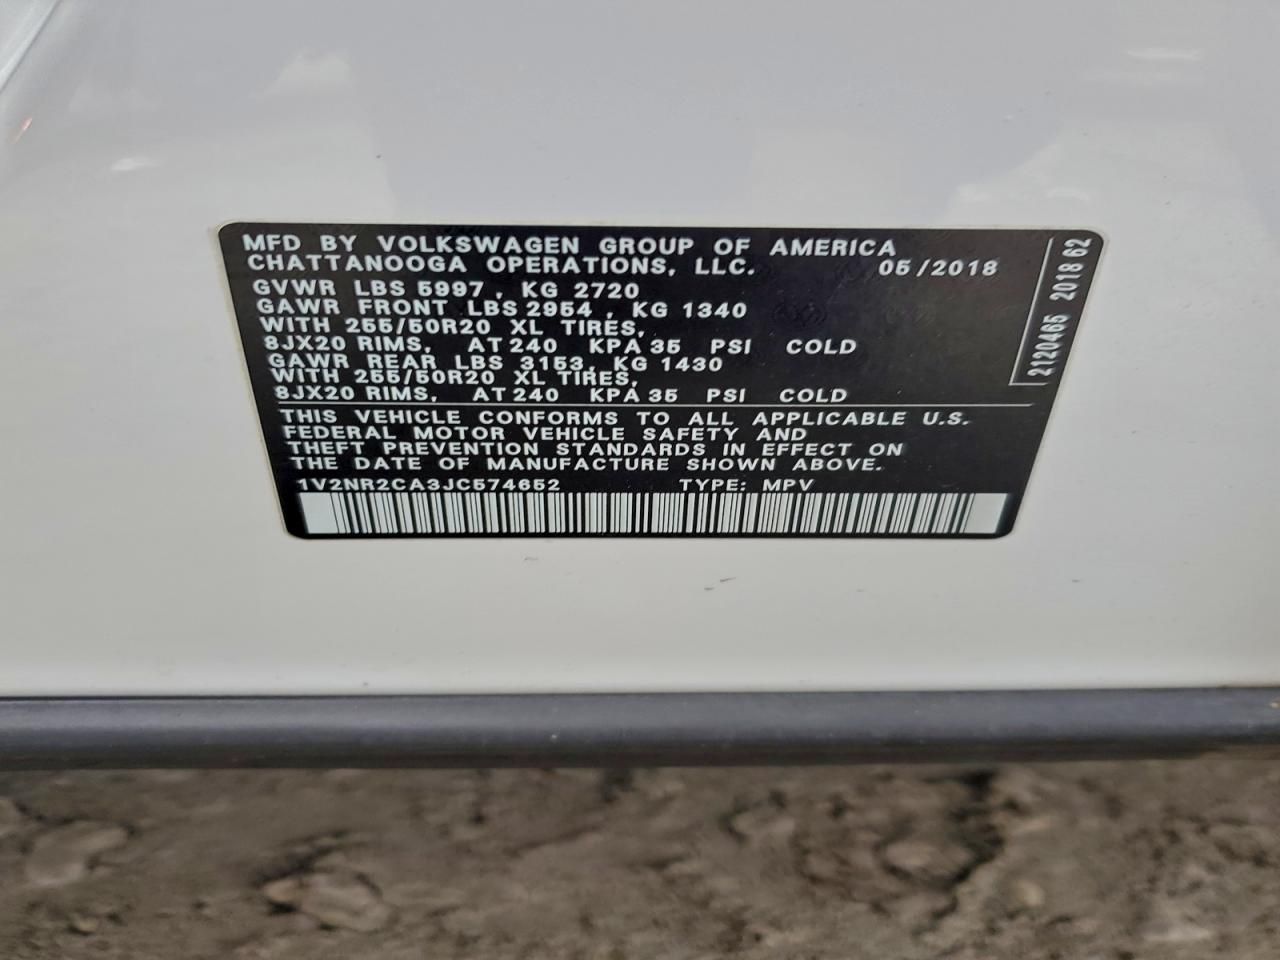 MFD BY VOLKSWAGEN GROUP OF AMERICA
CHATTANOOGA OPERATIONS, LLC. 05/2018
GVWR LBS 5997, KG 2720
GAWR FRONT LBS 2954, KG 1340
WITH 255/50R20 XL TIRES,
8JX20 RIMS, AT 240 KPA 35 PSI COLD
GAWR REAR LBS 3153, KG 1430
WITH 255/50R20 XL TIRES,
8JX20 RIMS, AT 240 KPA 35 PSI COLD
THIS VEHICLE CONFORMS TO ALL APPLICABLE U.S.
FEDERAL MOTOR VEHICLE SAFETY AND
THEFT PREVENTION STANDARDS IN EFFECT ON
THE DATE OF MANUFACTURE SHOWN ABOVE.
1V2NR2CA3JC574652 TYPE: MPV
2120465 2018 62